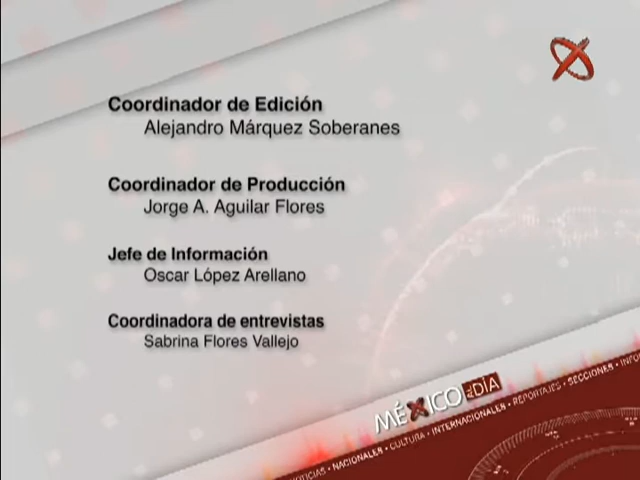 Coordinador de Edición
Alejandro Márquez Soberanes
Coordinador de Producción
Jorge A. Aguilar Flores
Jefe de Información
Oscar López Arellano
Coordinadora de entrevistas
Sabrina Flores Vallejo
MÉXICO AL DÍA
NOTICIAS • NACIONALES • CULTURA • INTERNACIONALES • REPORTAJES • SECCIONES •